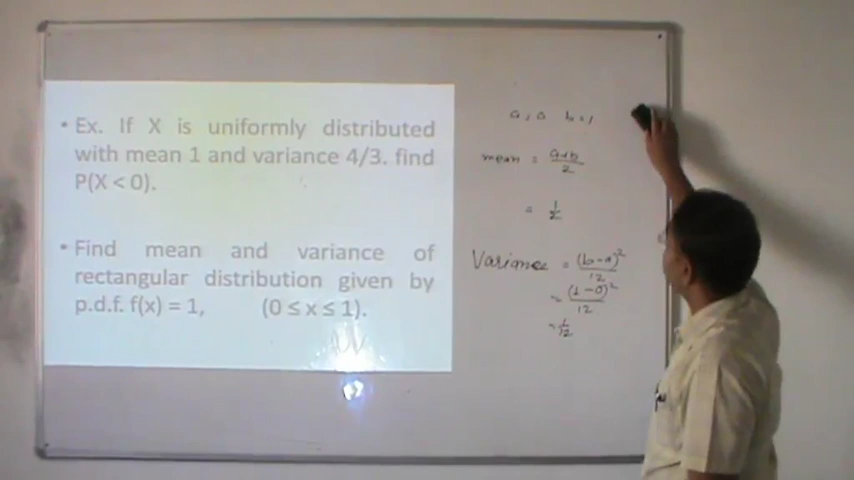 • Ex. If X is uniformly distributed
with mean 1 and variance 4/3. find
P(X < 0).
• Find mean and variance of
rectangular distribution given by
p.d.f. f(x) = 1, (0 ≤ x ≤ 1).
a = 0 b = 1
mean = a+b/2
= 1/2
Variance = (b-a)²/12
= (1-0)²/12
= 1/12